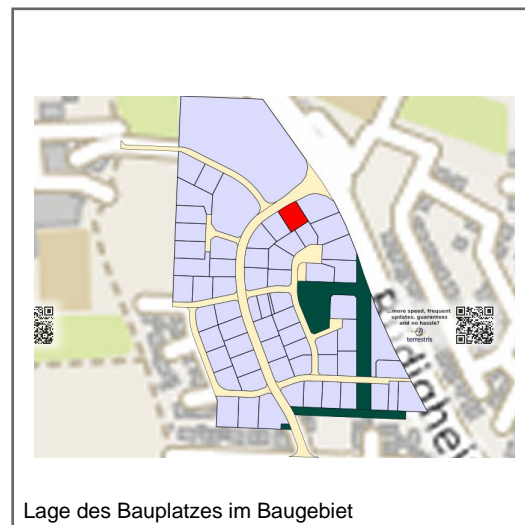 ...more speed, frequent
updates, guarantees
and no hassle?
terrestris
Lage des Bauplatzes im Baugebiet